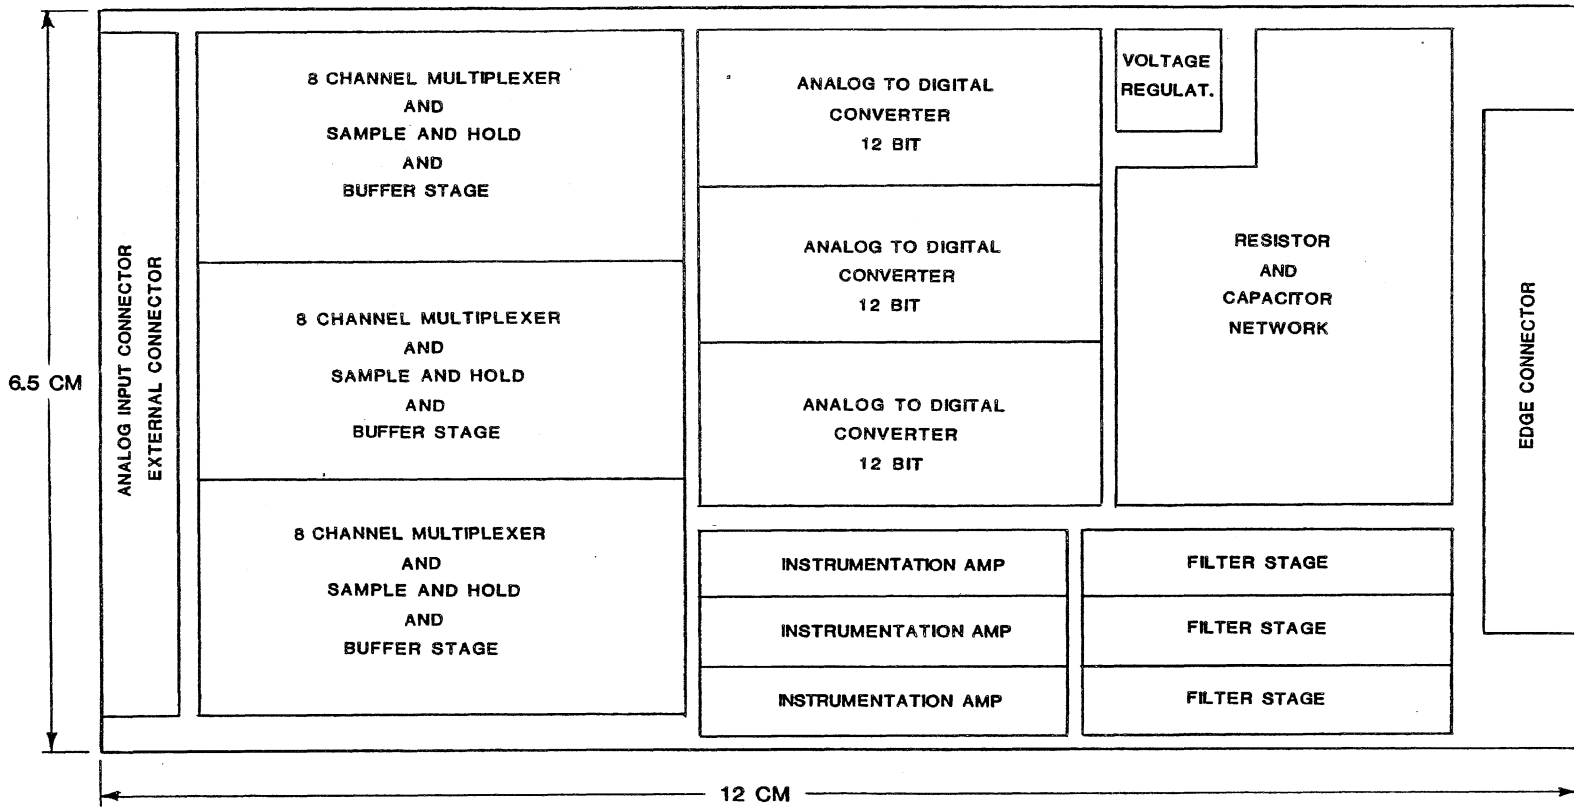 6.5 CM
ANALOG INPUT CONNECTOR
EXTERNAL CONNECTOR
8 CHANNEL MULTIPLEXER
AND
SAMPLE AND HOLD
AND
BUFFER STAGE
8 CHANNEL MULTIPLEXER
AND
SAMPLE AND HOLD
AND
BUFFER STAGE
8 CHANNEL MULTIPLEXER
AND
SAMPLE AND HOLD
AND
BUFFER STAGE
ANALOG TO DIGITAL
CONVERTER
12 BIT
ANALOG TO DIGITAL
CONVERTER
12 BIT
ANALOG TO DIGITAL
CONVERTER
12 BIT
VOLTAGE
REGULAT.
RESISTOR
AND
CAPACITOR
NETWORK
INSTRUMENTATION AMP
INSTRUMENTATION AMP
INSTRUMENTATION AMP
FILTER STAGE
FILTER STAGE
FILTER STAGE
EDGE CONNECTOR
12 CM